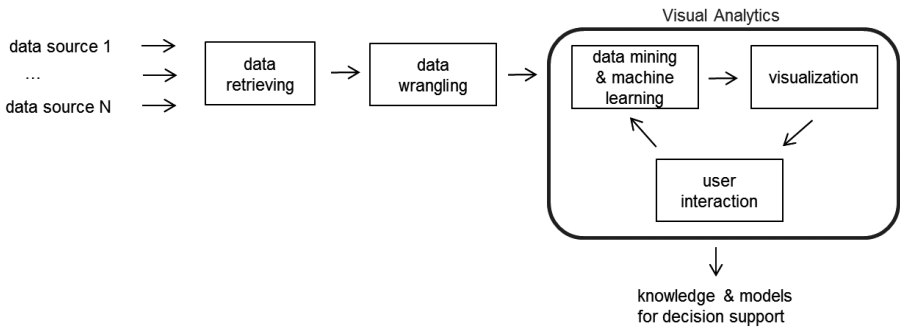 Visual Analytics
data source 1
...
data source N
data
retrieving
data
wrangling
data mining
& machine
learning
visualization
user
interaction
knowledge & models
for decision support